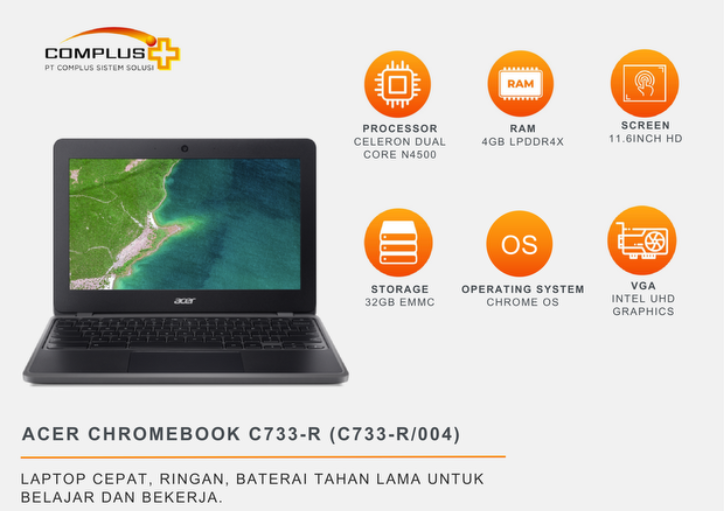 COMPLUS
PT COMPLUS SISTEM SOLUSI
RAM
PROCESSOR
CELERON DUAL
CORE N4500
RAM
4GB LPDDR4X
SCREEN
11.6INCH HD
acer
OS
STORAGE
32GB EMMC
OPERATING SYSTEM
CHROME OS
VGA
INTEL UHD
GRAPHICS
ACER CHROMEBOOK C733-R (C733-R/004)
LAPTOP CEPAT, RINGAN, BATERAI TAHAN LAMA UNTUK
BELAJAR DAN BEKERJA.